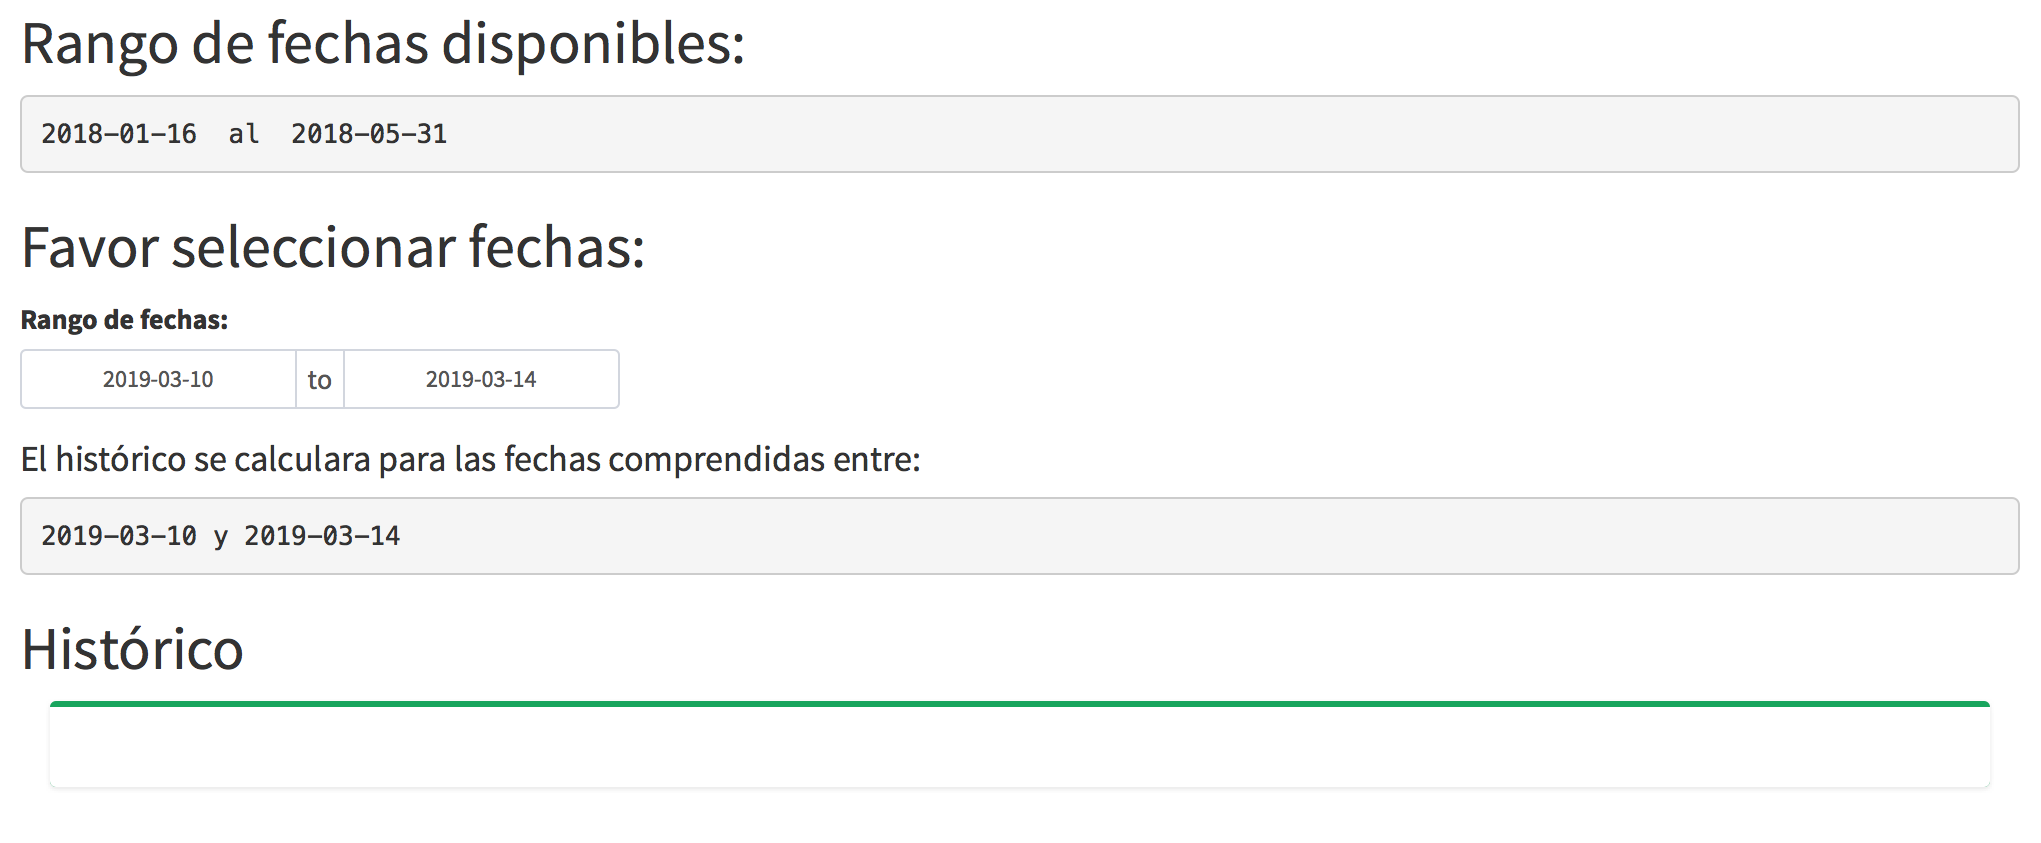 Rango de fechas disponibles:
2018-01-16  al  2018-05-31
Favor seleccionar fechas:
Rango de fechas:
2019-03-10 to 2019-03-14
El histórico se calculara para las fechas comprendidas entre:
2019-03-10 y 2019-03-14
Histórico